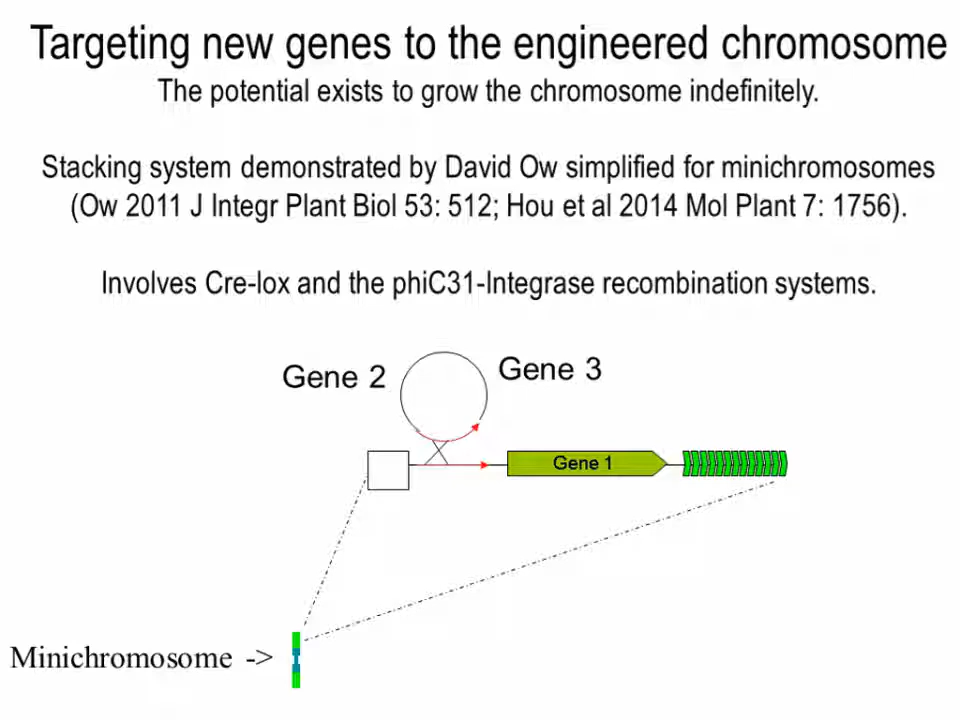 Targeting new genes to the engineered chromosome
The potential exists to grow the chromosome indefinitely.
Stacking system demonstrated by David Ow simplified for minichromosomes
(Ow 2011 J Integr Plant Biol 53: 512; Hou et al 2014 Mol Plant 7: 1756).
Involves Cre-lox and the phiC31-Integrase recombination systems.
Gene 2
Gene 3
Gene 1
Minichromosome ->